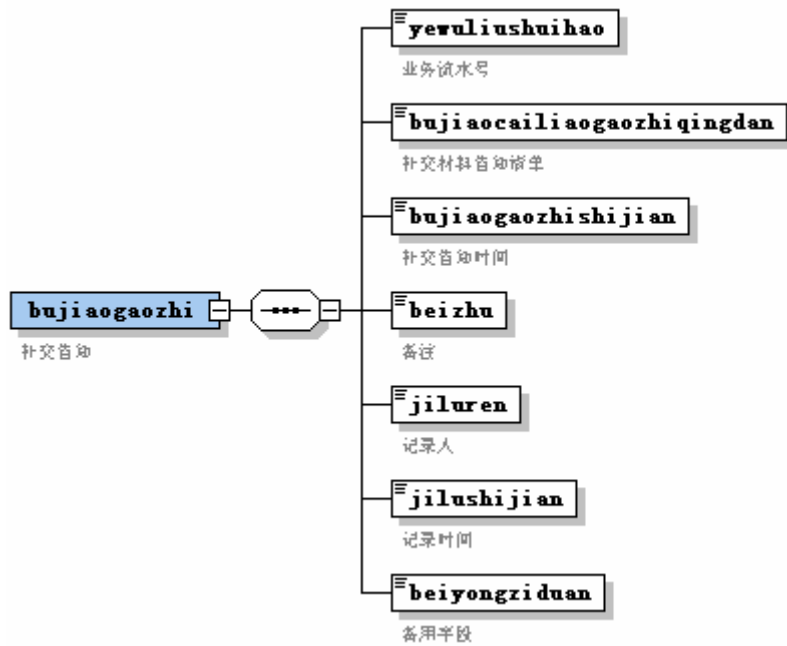 yewuliushuihao
业务流水号
bujiaocailiaogaozhiqingdan
补交材料告知清单
bujiaogaozhishijian
补交告知时间
bujiaogaozhi
补交告知
beizhu
备注
jiluren
记录人
jilushijian
记录时间
beiyongziduan
备用字段